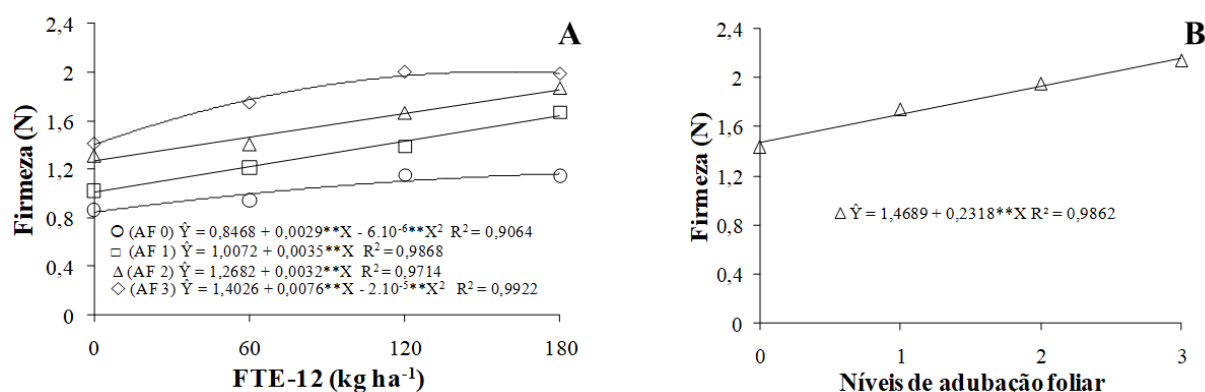 A
Firmeza (N)
2,4
2
1,6
1,2
0,8
0,4
0
(AF 0) Ŷ = 0,8468 + 0,0029**X - 6.10⁻⁶**X² R² = 0,9064
(AF 1) Ŷ = 1,0072 + 0,0035**X R² = 0,9868
(AF 2) Ŷ = 1,2682 + 0,0032**X R² = 0,9714
(AF 3) Ŷ = 1,4026 + 0,0076**X - 2.10⁻⁵**X² R² = 0,9922
0 60 120 180
FTE-12 (kg ha⁻¹)
B
Firmeza (N)
2,4
2
1,6
1,2
0,8
0,4
0
Ŷ = 1,4689 + 0,2318**X R² = 0,9862
0 1 2 3
Níveis de adubação foliar